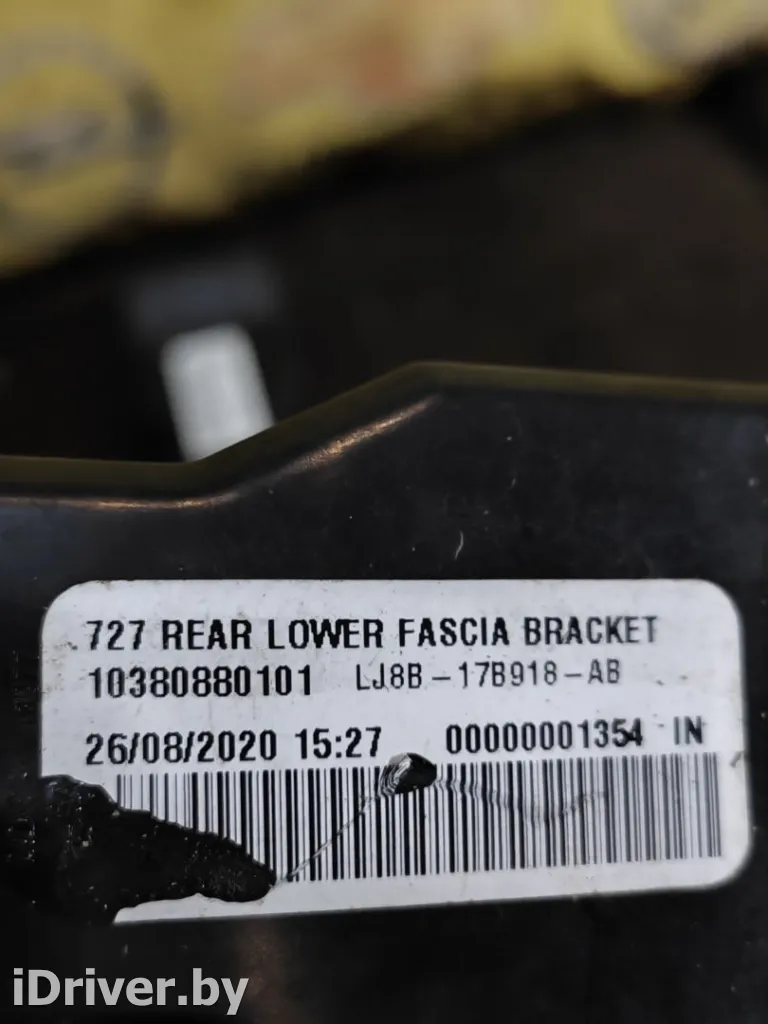 727 REAR LOWER FASCIA BRACKET
10380880101 LJ8B-17B918-AB
26/08/2020 15:27 00000001354 IN
iDriver.by